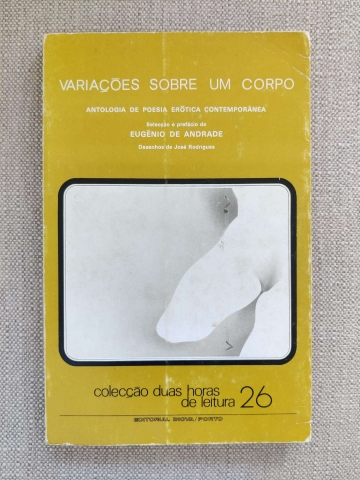 VARIAÇÕES SOBRE UM CORPO
ANTOLOGIA DE POESIA ERÓTICA CONTEMPORÂNEA
Selecção e prefácio de
EUGÉNIO DE ANDRADE
Desenhos de José Rodrigues
colecção duas horas
de leitura 26
EDITORIAL INOVA/PORTO